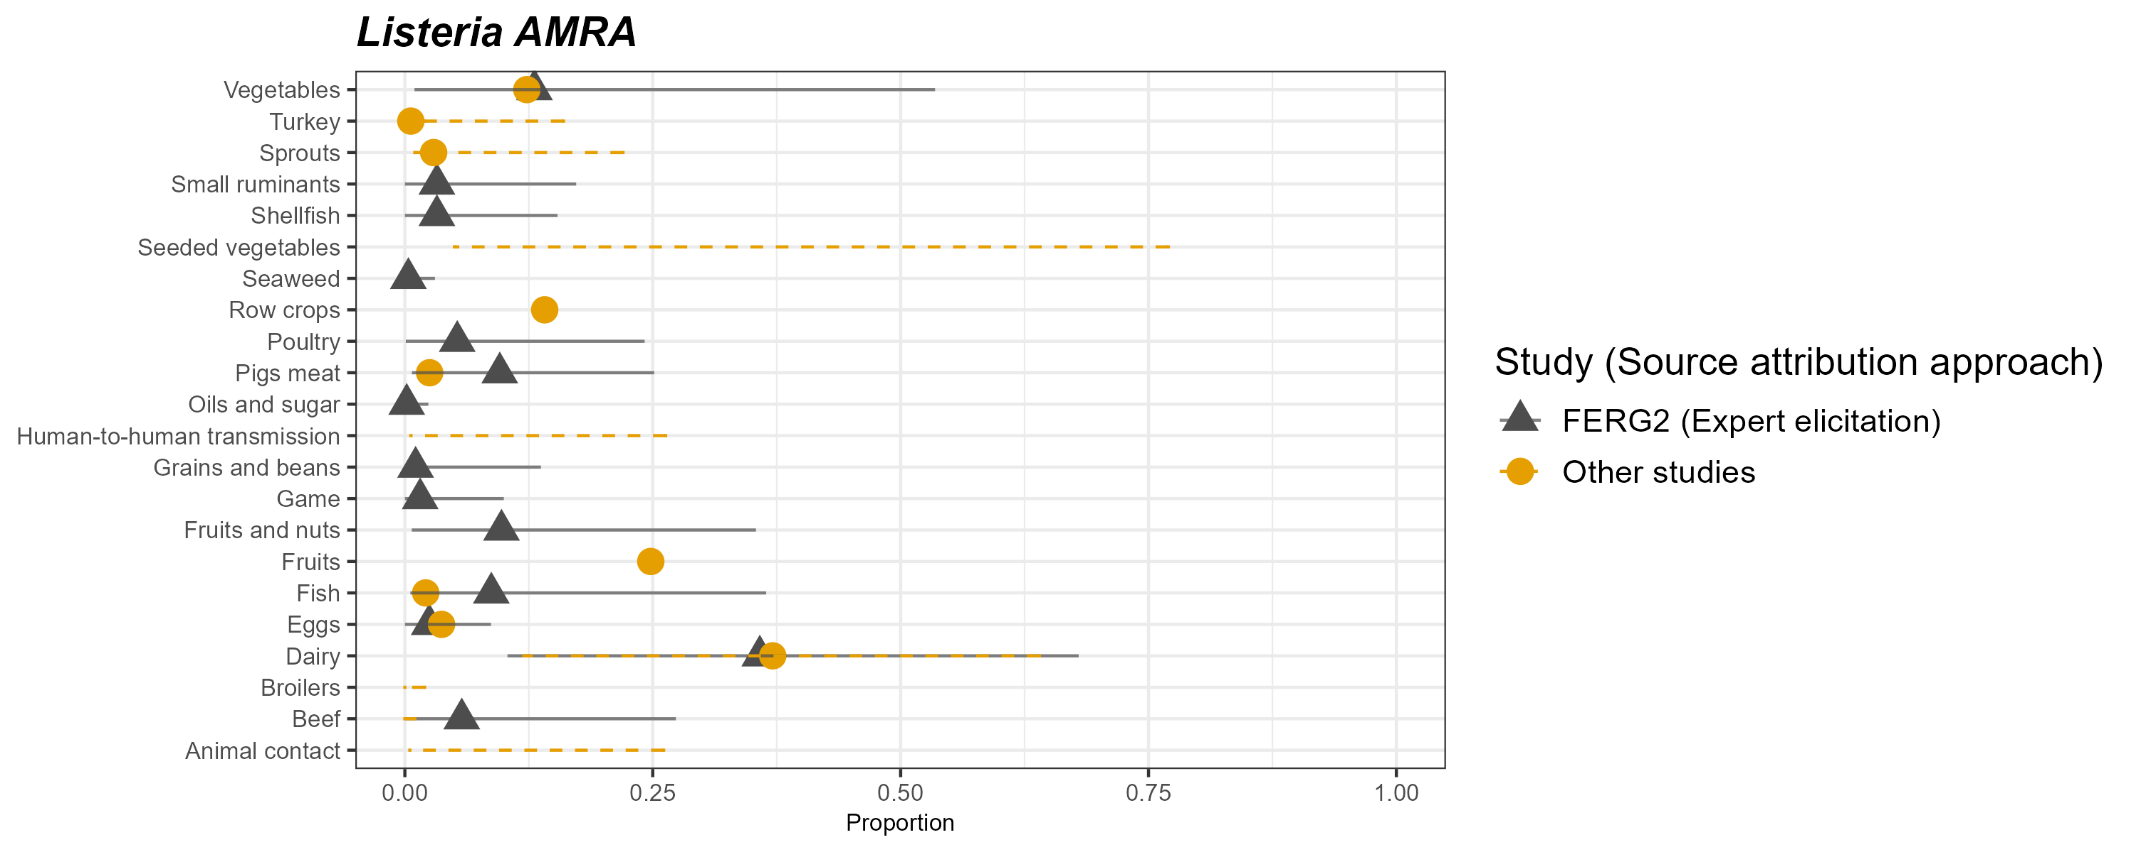 Listeria AMRA
Vegetables
Turkey
Sprouts
Small ruminants
Shellfish
Seeded vegetables
Seaweed
Row crops
Poultry
Pigs meat
Oils and sugar
Human-to-human transmission
Grains and beans
Game
Fruits and nuts
Fruits
Fish
Eggs
Dairy
Broilers
Beef
Animal contact
0.00 0.25 0.50 0.75 1.00
Proportion
Study (Source attribution approach)
FERG2 (Expert elicitation)
Other studies